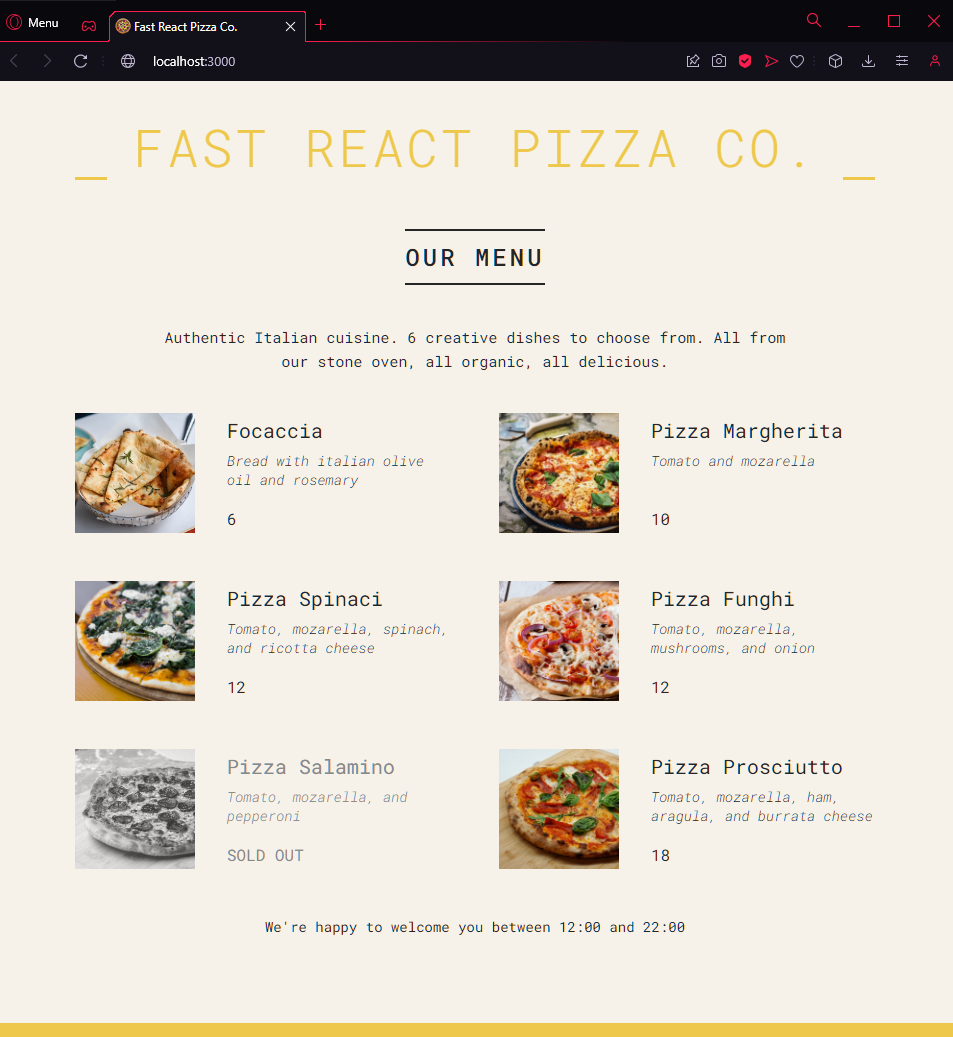 Menu
Fast React Pizza Co.
localhost:3000
_ FAST REACT PIZZA CO. _
OUR MENU
Authentic Italian cuisine. 6 creative dishes to choose from. All from
our stone oven, all organic, all delicious.
Focaccia
Bread with italian olive
oil and rosemary
6
Pizza Margherita
Tomato and mozarella
10
Pizza Spinaci
Tomato, mozarella, spinach,
and ricotta cheese
12
Pizza Funghi
Tomato, mozarella,
mushrooms, and onion
12
Pizza Salamino
Tomato, mozarella, and
pepperoni
SOLD OUT
Pizza Prosciutto
Tomato, mozarella, ham,
aragula, and burrata cheese
18
We're happy to welcome you between 12:00 and 22:00